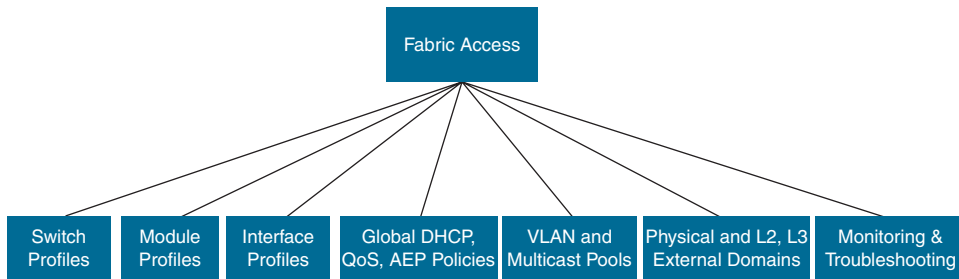 Fabric Access
Switch
Profiles
Module
Profiles
Interface
Profiles
Global DHCP,
QoS, AEP Policies
VLAN and
Multicast Pools
Physical and L2, L3
External Domains
Monitoring &
Troubleshooting